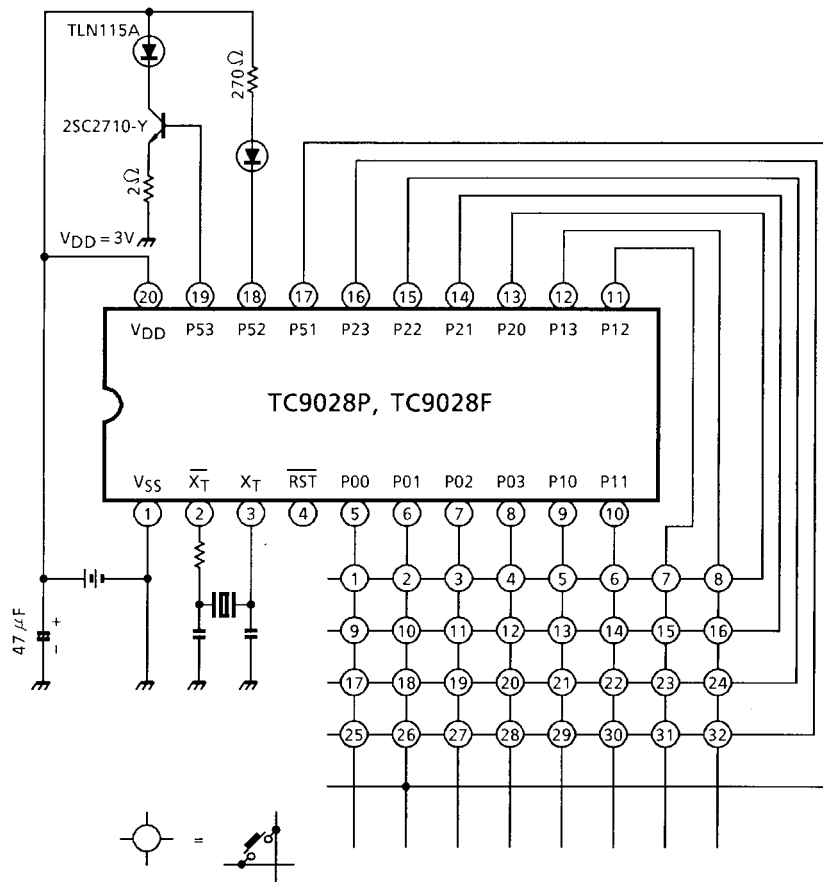 TLN115A
270Ω
2SC2710-Y
2Ω
VDD = 3V
20 19 18 17 16 15 14 13 12 11
VDD P53 P52 P51 P23 P22 P21 P20 P13 P12
TC9028P, TC9028F
VSS XT XT RST P00 P01 P02 P03 P10 P11
1 2 3 4 5 6 7 8 9 10
1 2 3 4 5 6 7 8
47μF + −
9 10 11 12 13 14 15 16
17 18 19 20 21 22 23 24
25 26 27 28 29 30 31 32
=